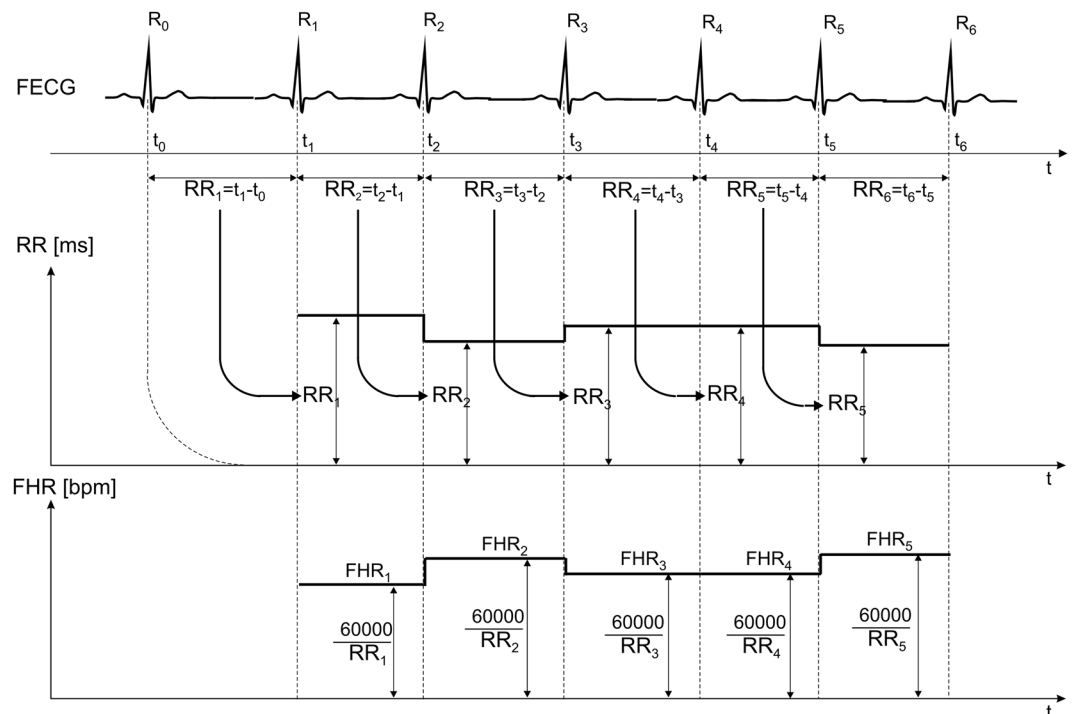 R₀ R₁ R₂ R₃ R₄ R₅ R₆
FECG
t₀ t₁ t₂ t₃ t₄ t₅ t₆
t
RR₁=t₁-t₀ RR₂=t₂-t₁ RR₃=t₃-t₂ RR₄=t₄-t₃ RR₅=t₅-t₄ RR₆=t₆-t₅
RR [ms]
RR₁ RR₂ RR₃ RR₄ RR₅
t
FHR [bpm]
FHR₁ FHR₂ FHR₃ FHR₄ FHR₅
60000 60000 60000 60000 60000
RR₁ RR₂ RR₃ RR₄ RR₅
t